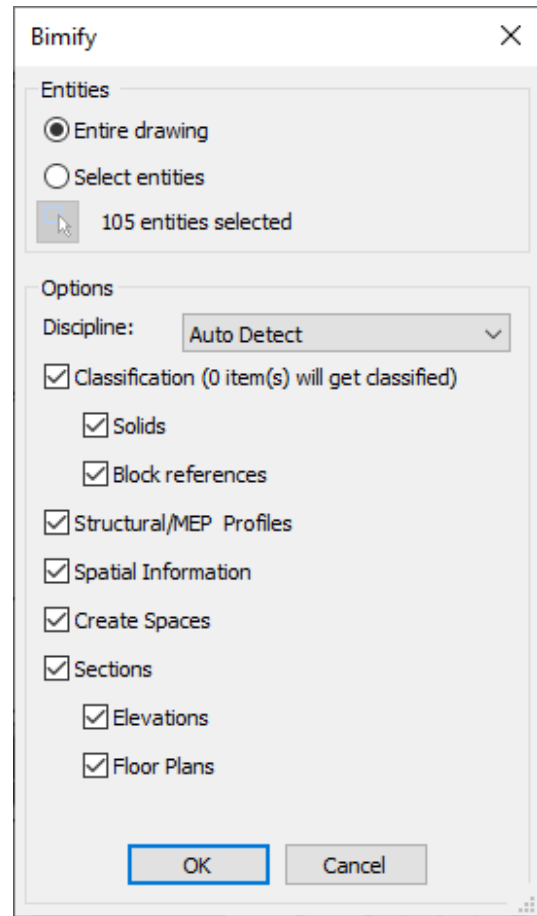 Bimify
Entities
Entire drawing
Select entities
105 entities selected
Options
Discipline: Auto Detect
Classification (0 item(s) will get classified)
Solids
Block references
Structural/MEP Profiles
Spatial Information
Create Spaces
Sections
Elevations
Floor Plans
OK Cancel